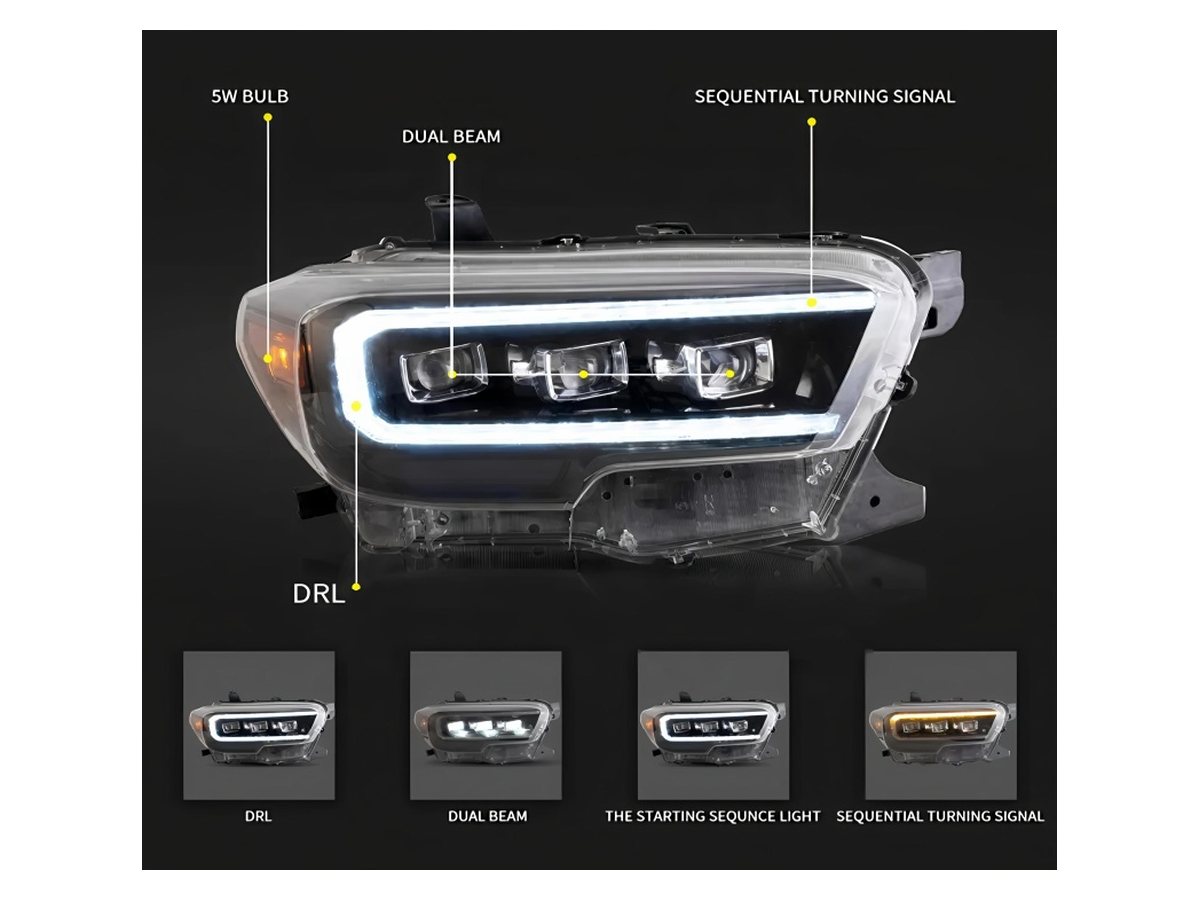 5W BULB
SEQUENTIAL TURNING SIGNAL
DUAL BEAM
DRL
DRL
DUAL BEAM
THE STARTING SEQUNCE LIGHT
SEQUENTIAL TURNING SIGNAL